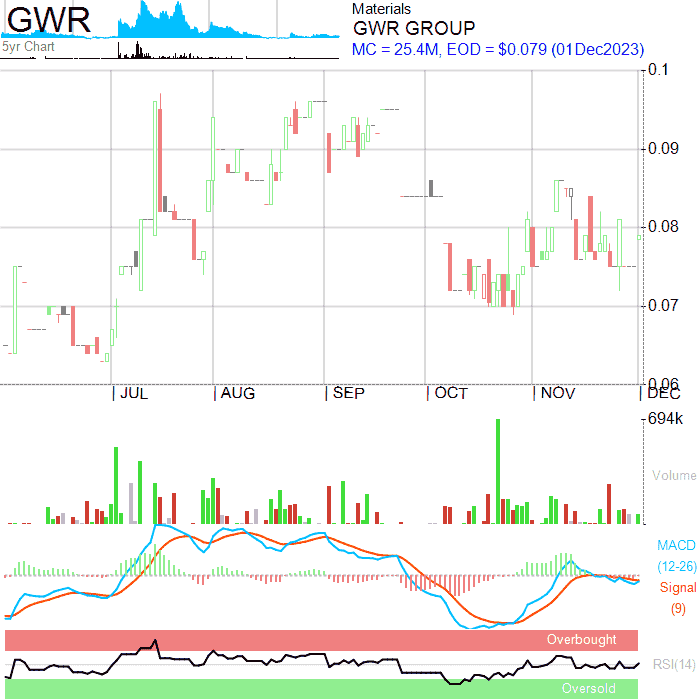 GWR
5yr Chart
Materials
GWR GROUP
MC = 25.4M, EOD = $0.079 (01Dec2023)
0.1
0.09
0.08
0.07
0.06
JUL AUG SEP OCT NOV DEC
694k
Volume
MACD
(12-26)
Signal
(9)
Overbought
RSI(14)
Oversold